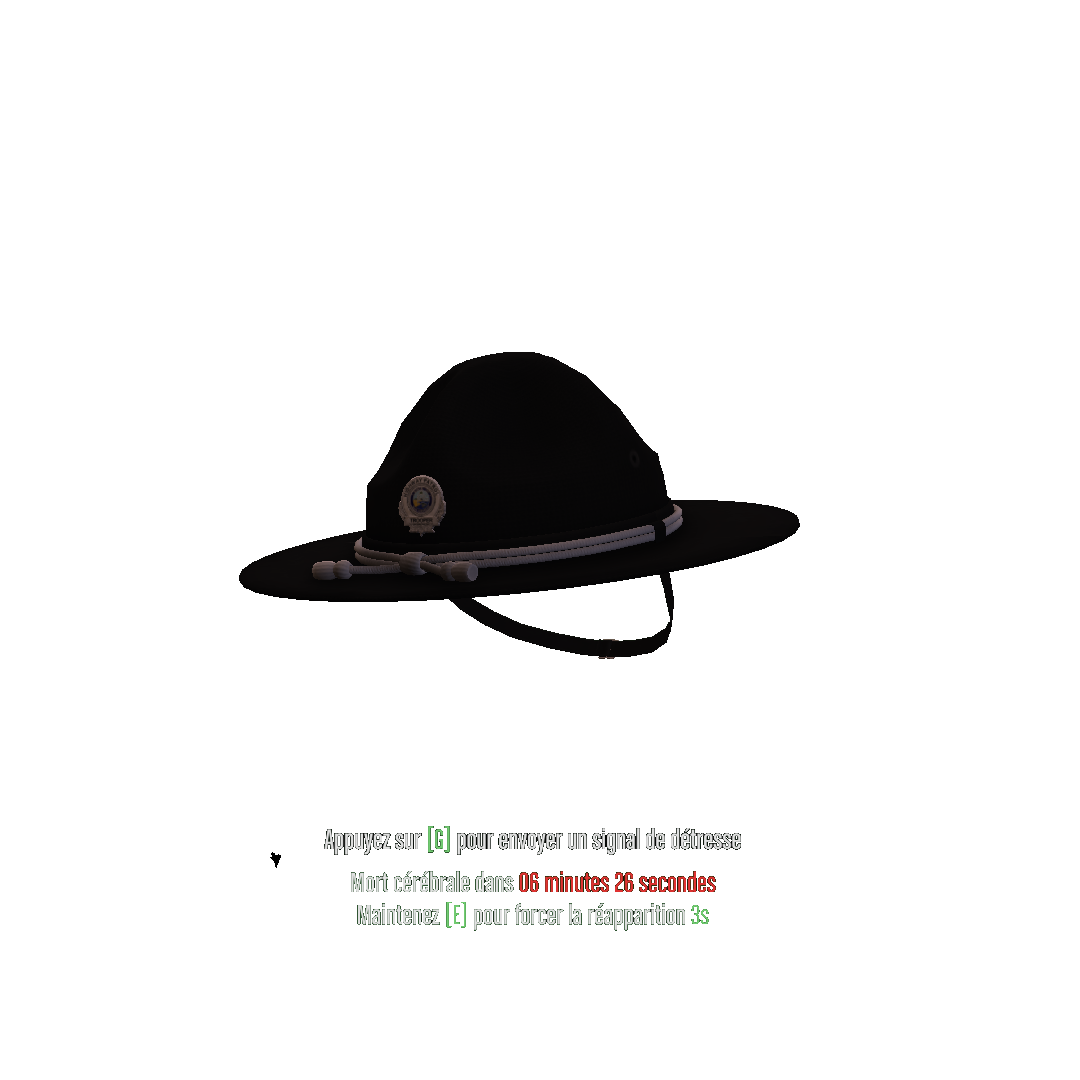 Appuyez sur [G] pour envoyer un signal de détresse
Mort cérébrale dans 06 minutes 26 secondes
Maintenez [E] pour forcer la réapparition 3s